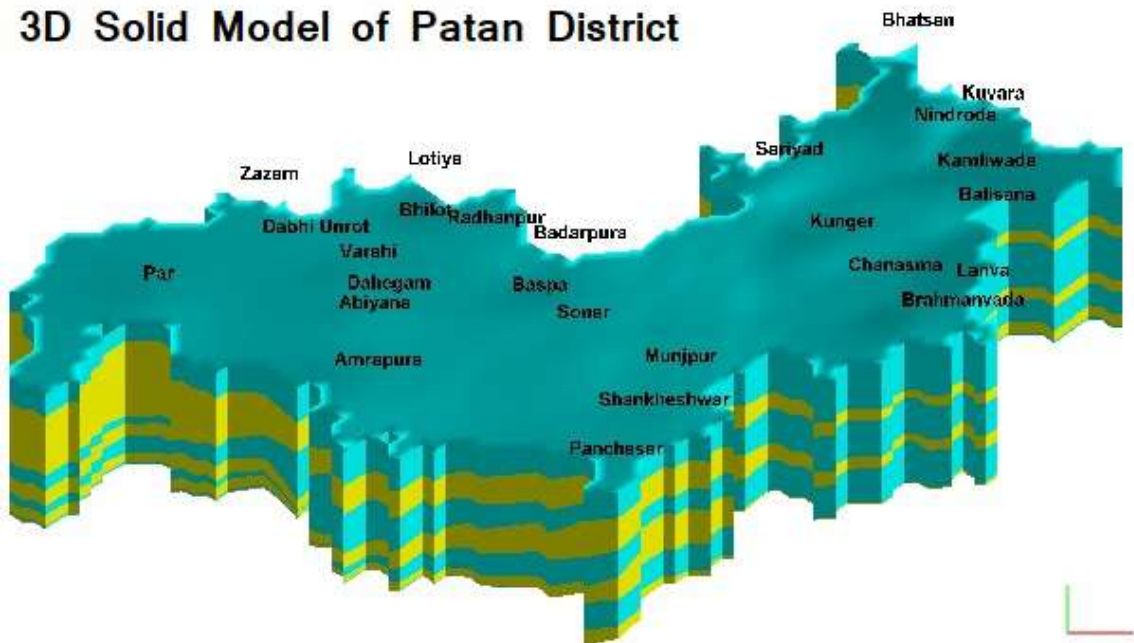 3D Solid Model of Patan District
Bhatsan
Kuvara
Nindroda
Sariyad
Kamliwada
Lotiya
Zazam
Balisana
Bhilot
Radhanpur
Kunger
Dabhi Unrot
Badarpura
Varahi
Chanasma
Lanva
Par
Dahegam
Baspa
Abiyana
Brahmanvada
Soner
Munjpur
Amrapura
Shankheshwar
Panchasar